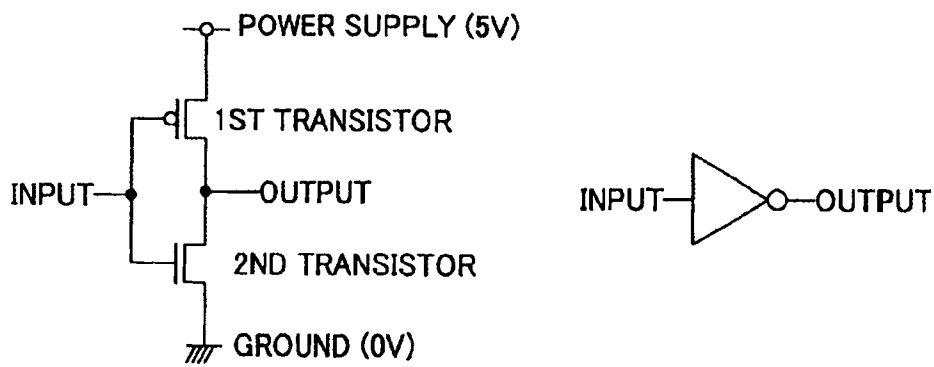 POWER SUPPLY (5V)
1ST TRANSISTOR
INPUT
OUTPUT
2ND TRANSISTOR
GROUND (0V)
INPUT
OUTPUT